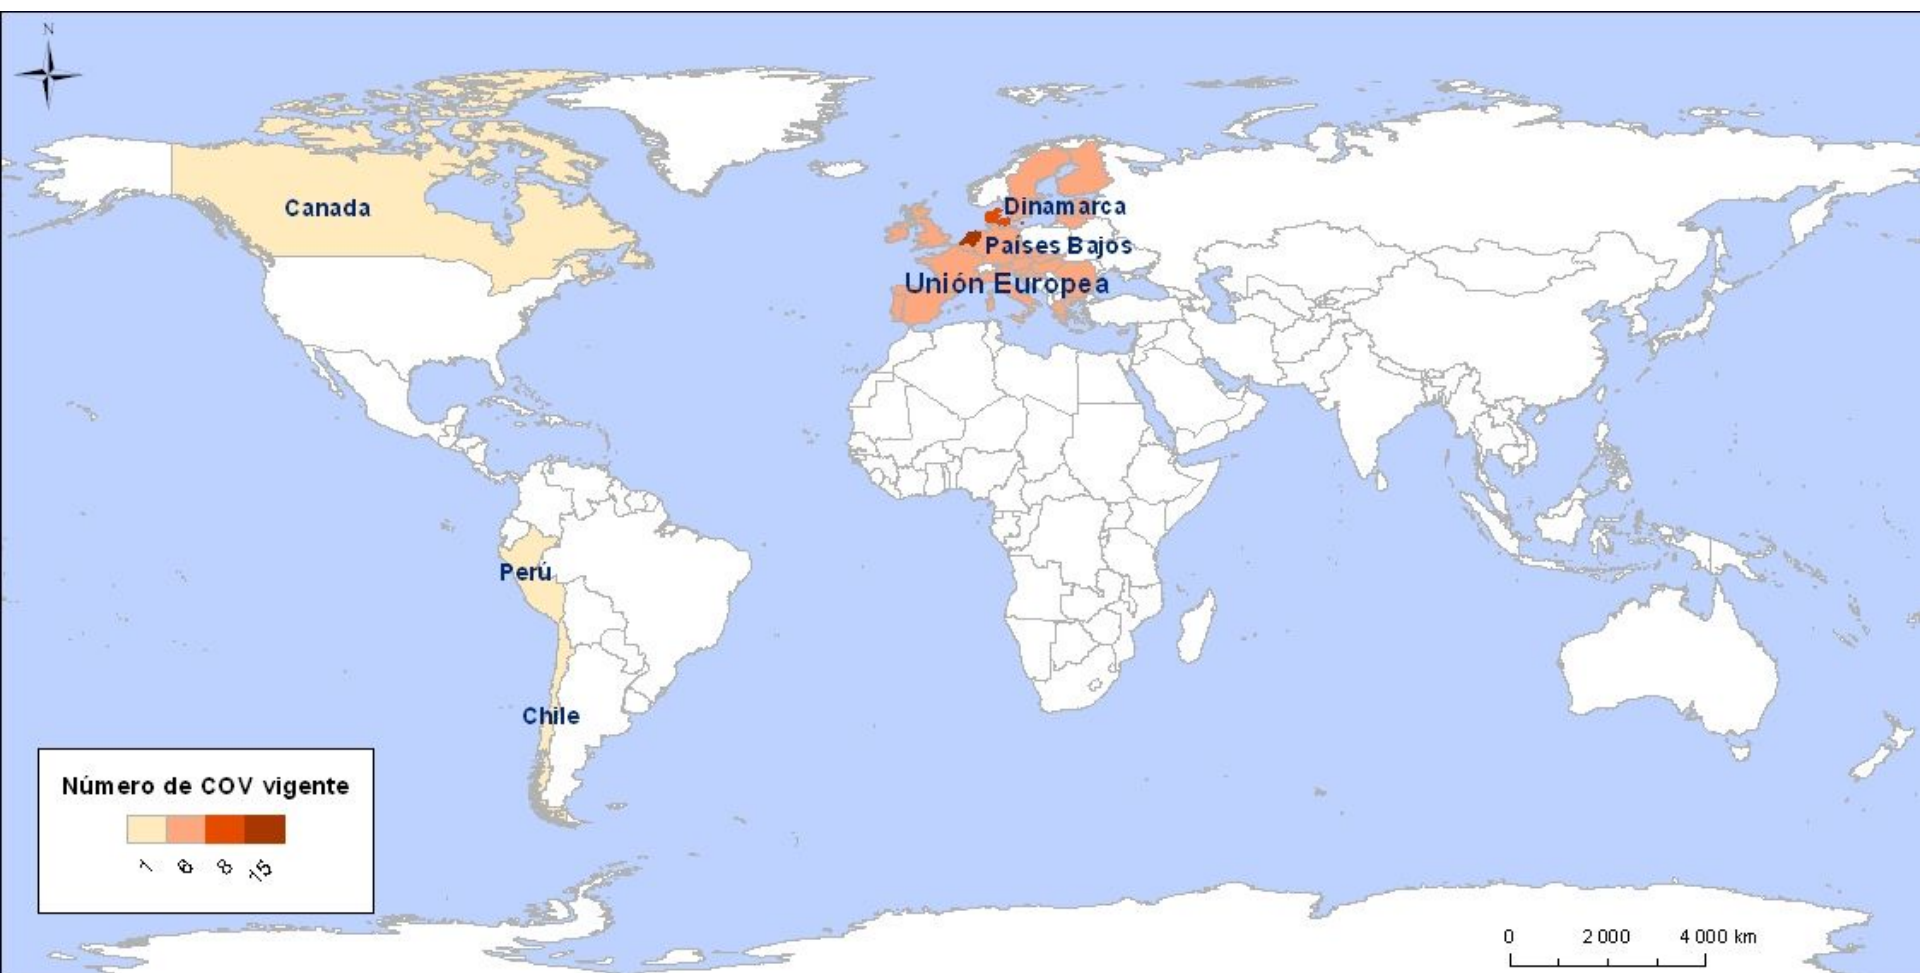 N
Canada
Dinamarca
Países Bajos
Unión Europea
Perú
Chile
Número de COV vigente
1
8
15
0 2 000 4 000 km